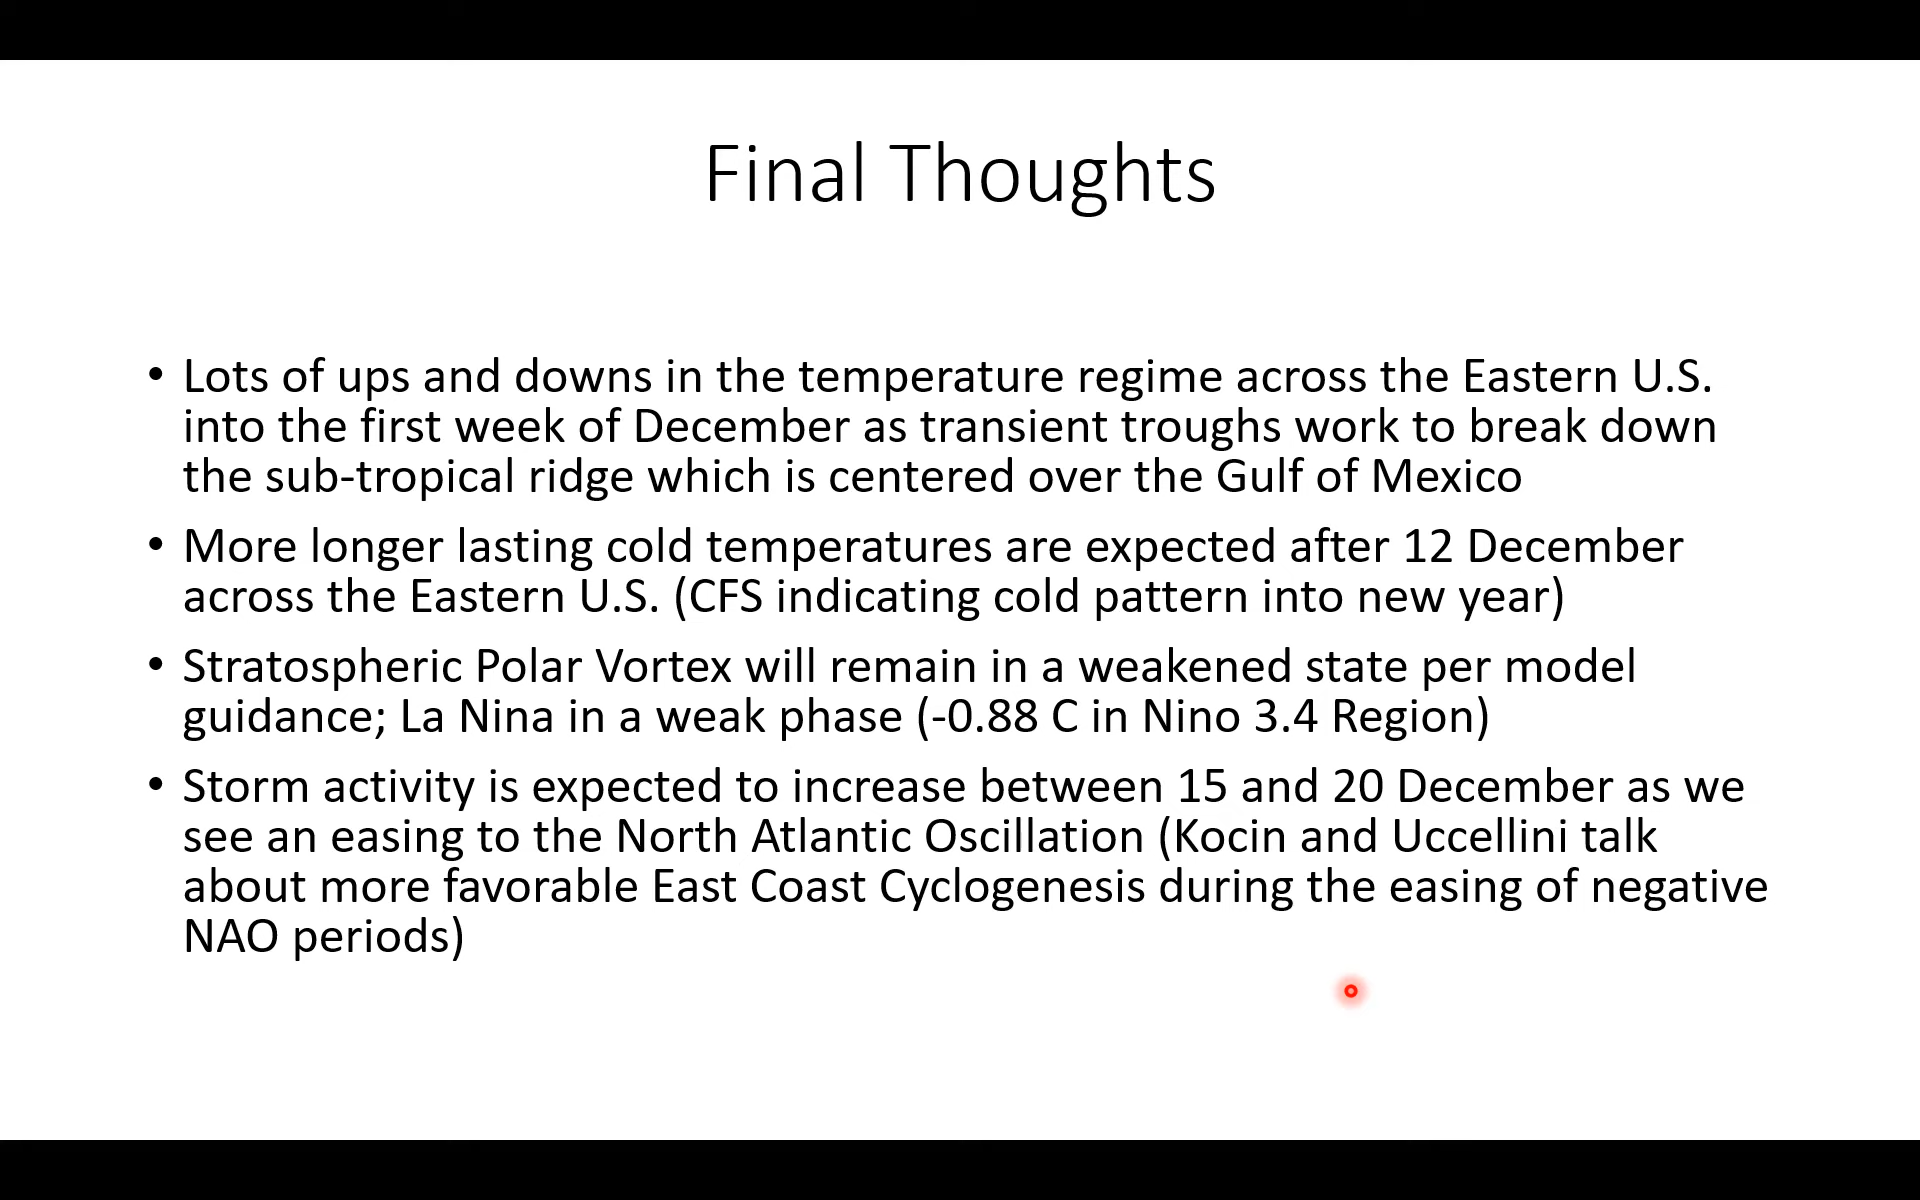 Final Thoughts
• Lots of ups and downs in the temperature regime across the Eastern U.S.
into the first week of December as transient troughs work to break down
the sub-tropical ridge which is centered over the Gulf of Mexico
• More longer lasting cold temperatures are expected after 12 December
across the Eastern U.S. (CFS indicating cold pattern into new year)
• Stratospheric Polar Vortex will remain in a weakened state per model
guidance; La Nina in a weak phase (-0.88 C in Nino 3.4 Region)
• Storm activity is expected to increase between 15 and 20 December as we
see an easing to the North Atlantic Oscillation (Kocin and Uccellini talk
about more favorable East Coast Cyclogenesis during the easing of negative
NAO periods)